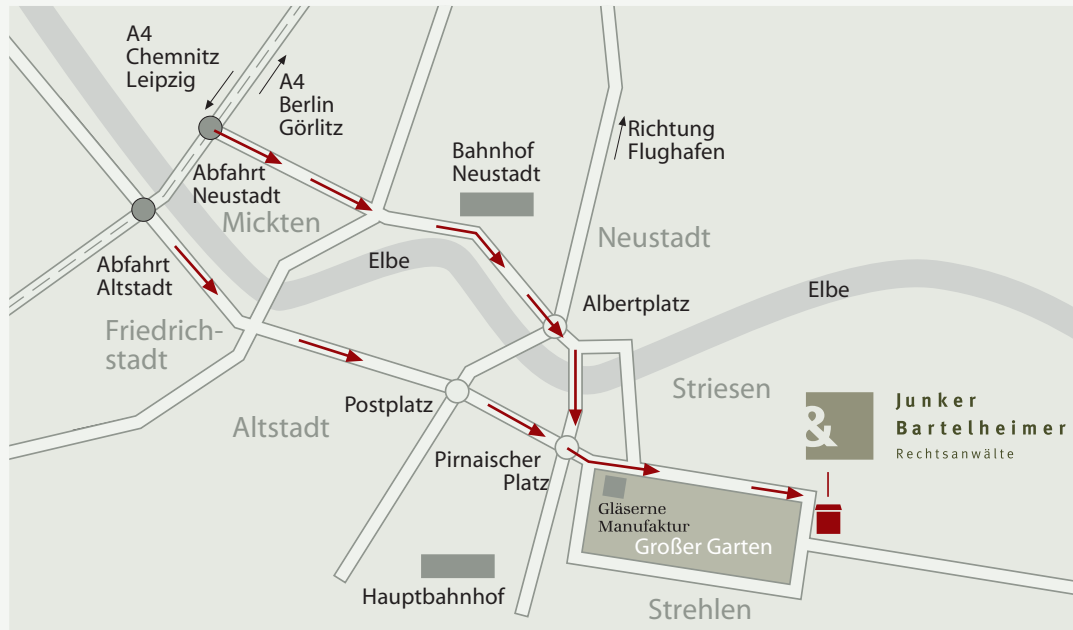 A4
Chemnitz
Leipzig
A4
Berlin
Görlitz
Richtung
Flughafen
Bahnhof
Neustadt
Abfahrt
Neustadt
Mickten
Neustadt
Abfahrt
Altstadt
Elbe
Elbe
Albertplatz
Friedrich-
stadt
Striesen
Postplatz
Altstadt
&
Junker
Bartelheimer
Rechtsanwälte
Pirnaischer
Platz
Gläserne
Manufaktur
Großer Garten
Hauptbahnhof
Strehlen